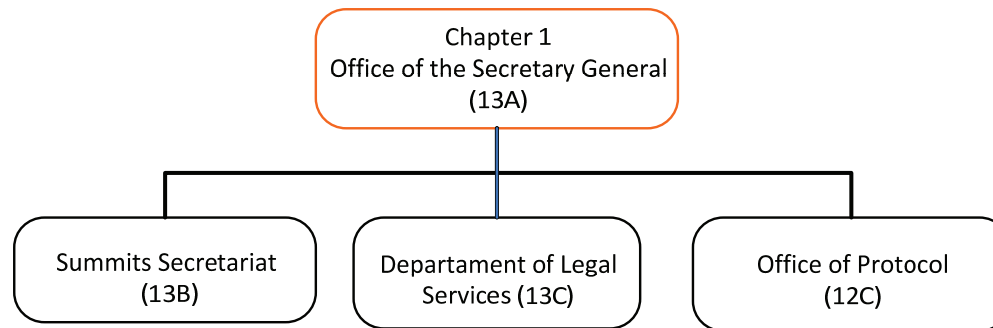 Chapter 1
Office of the Secretary General
(13A)
Summits Secretariat
(13B)
Departament of Legal
Services (13C)
Office of Protocol
(12C)